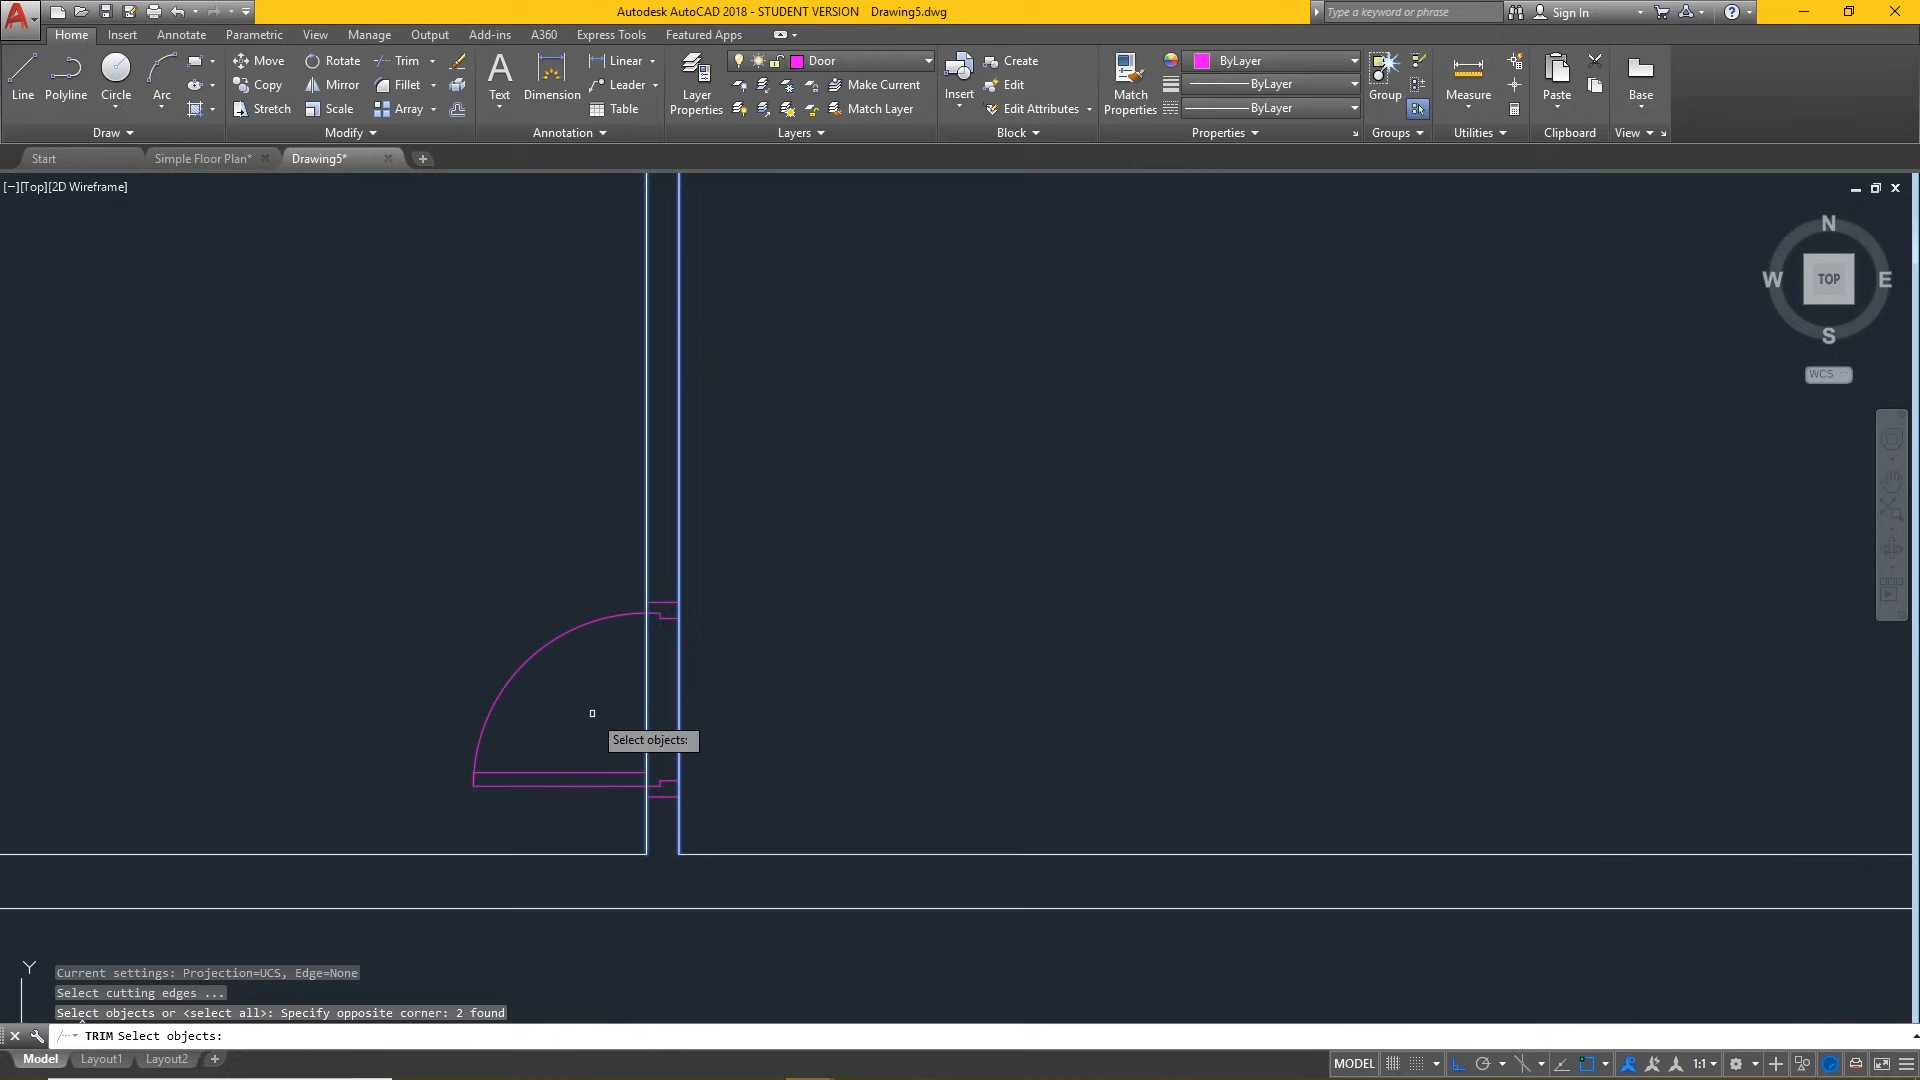 Autodesk AutoCAD 2018 - STUDENT VERSION Drawing5.dwg
Type a keyword or phrase
Sign In
Home Insert Annotate Parametric View Manage Output Add-ins A360 Express Tools Featured Apps
Line Polyline Circle Arc
Draw
Move Rotate Trim
Copy Mirror Fillet
Stretch Scale Array
Modify
Text Dimension
Linear
Leader
Table
Annotation
Layer Properties
Door
Make Current
Match Layer
Layers
Insert
Create
Edit
Edit Attributes
Block
Match Properties
ByLayer
ByLayer
ByLayer
Properties
Group
Groups
Measure
Utilities
Paste
Clipboard
Base
View
Start Simple Floor Plan* Drawing5*
[−][Top][2D Wireframe]
N
W TOP E
S
WCS
Select objects:
Y
Current settings: Projection=UCS, Edge=None
Select cutting edges ...
Select objects or <select all>: Specify opposite corner: 2 found
TRIM Select objects:
Model Layout1 Layout2 +
MODEL 1:1